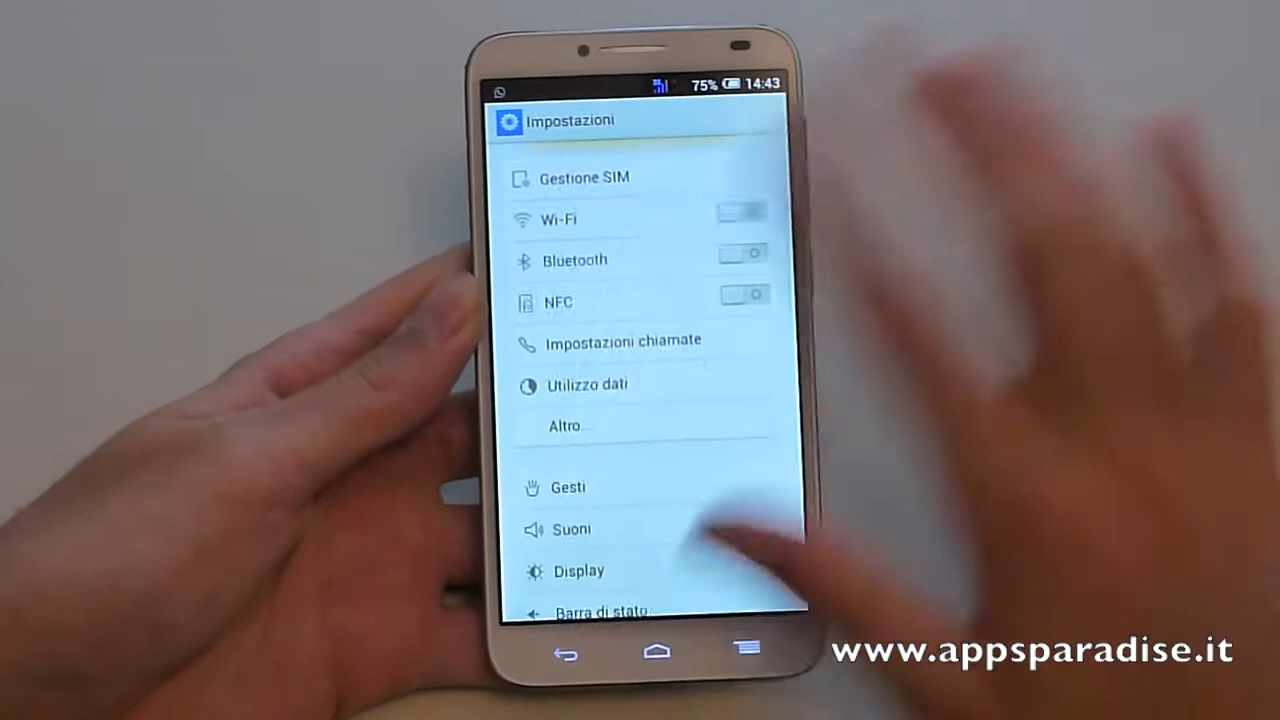 75% 14:43
Impostazioni
Gestione SIM
Wi-Fi
Bluetooth
NFC
Impostazioni chiamate
Utilizzo dati
Altro...
Gesti
Suoni
Display
Barra di stato
www.appsparadise.it